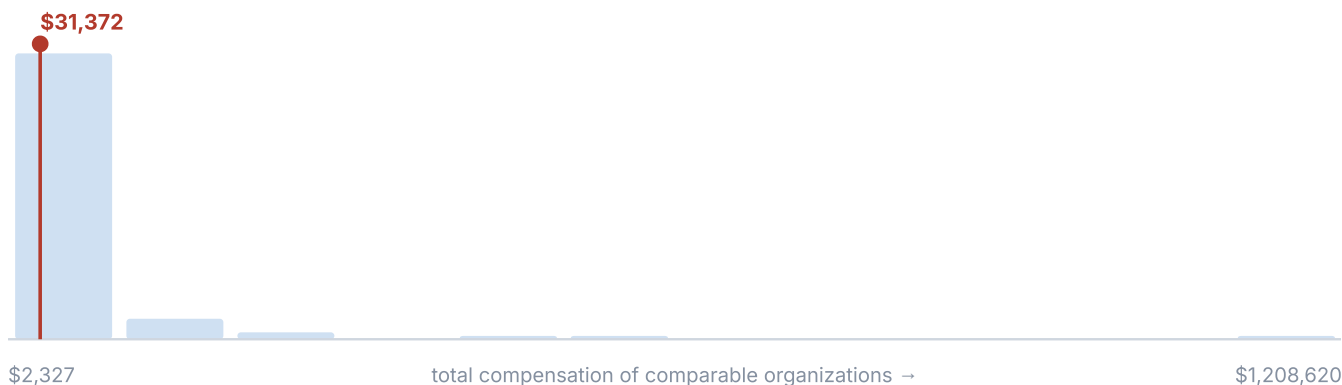 $31,372
$2,327 total compensation of comparable organizations → $1,208,620